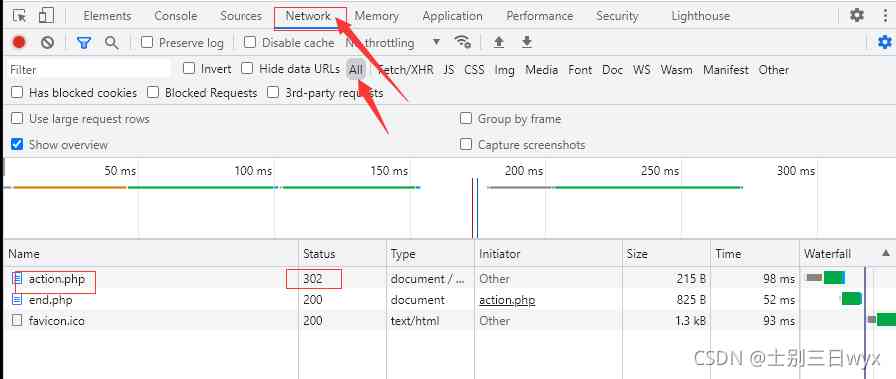 Elements Console Sources Network Memory Application Performance Security Lighthouse
Preserve log Disable cache No throttling
Filter Invert Hide data URLs All Fetch/XHR JS CSS Img Media Font Doc WS Wasm Manifest Other
Has blocked cookies Blocked Requests 3rd-party requests
Use large request rows Group by frame
Show overview Capture screenshots
50 ms 100 ms 150 ms 200 ms 250 ms 300 ms
Name Status Type Initiator Size Time Waterfall
action.php 302 document / ... Other 215 B 98 ms
end.php 200 document action.php 825 B 52 ms
favicon.ico 200 text/html Other 1.3 kB 93 ms
CSDN @士别三日wyx